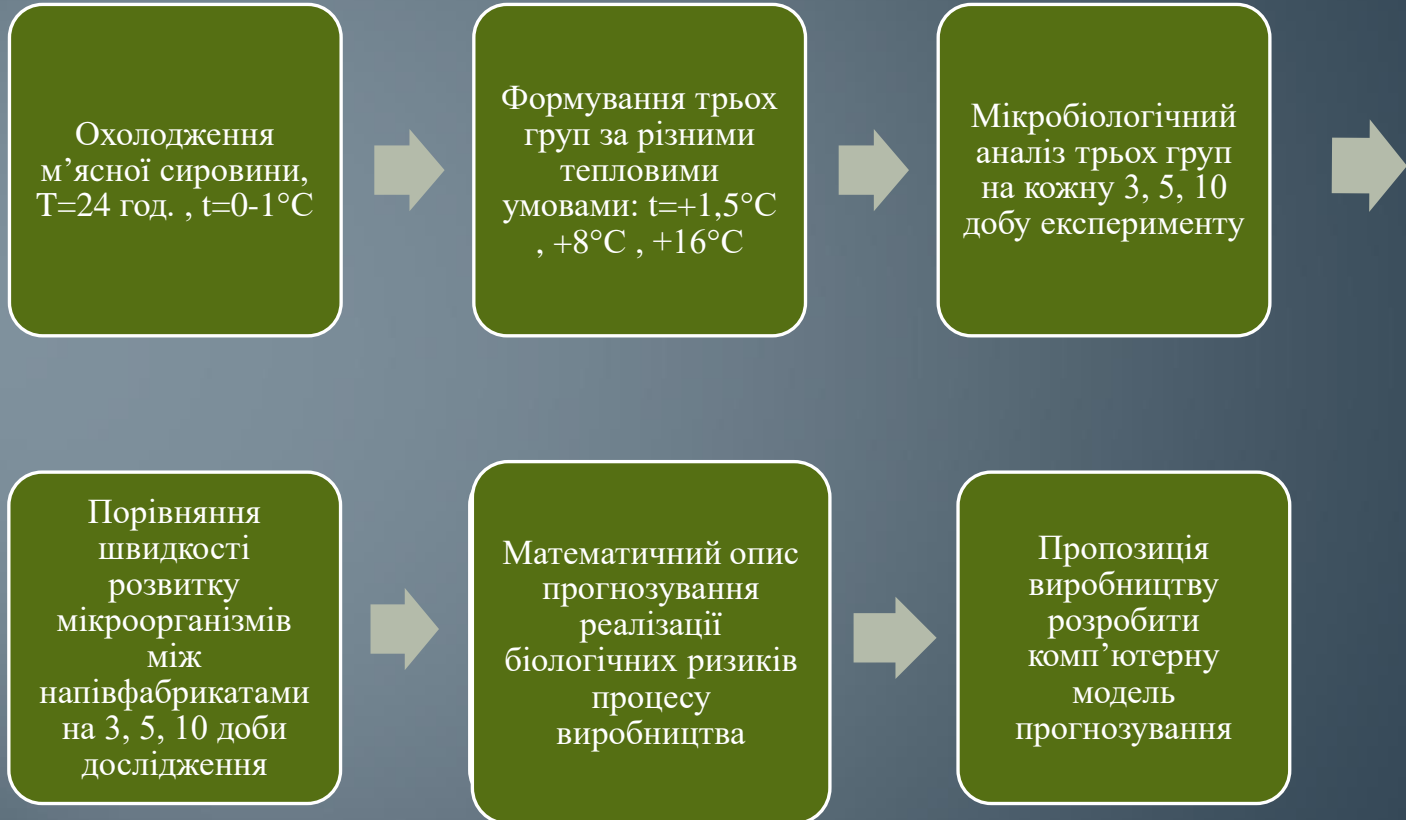 Охолодження
м’ясної сировини,
Т=24 год. , t=0-1°С
Формування трьох
груп за різними
тепловими
умовами: t=+1,5°С
, +8°С , +16°С
Мікробіологічний
аналіз трьох груп
на кожну 3, 5, 10
добу експерименту
Порівняння
швидкості
розвитку
мікроорганізмів
між
напівфабрикатами
на 3, 5, 10 доби
дослідження
Математичний опис
прогнозування
реалізації
біологічних ризиків
процесу
виробництва
Пропозиція
виробництву
розробити
комп’ютерну
модель
прогнозування